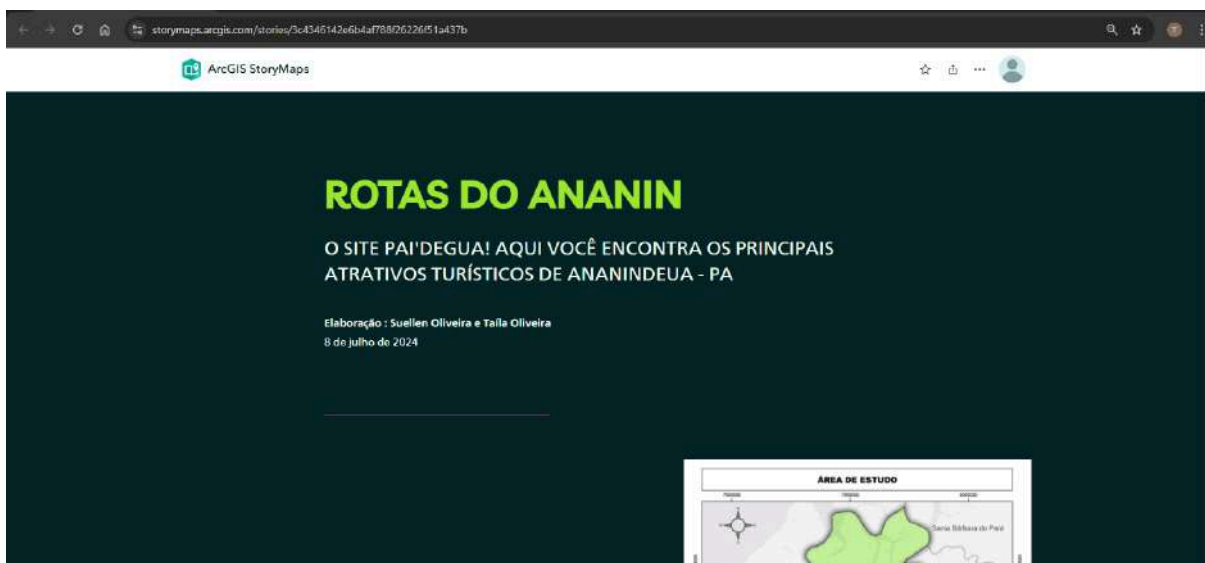 storymaps.arcgis.com/stories/3c4346142e6b4af788f26226f51a437b
ArcGIS StoryMaps
ROTAS DO ANANIN
O SITE PAI'DEGUA! AQUI VOCÊ ENCONTRA OS PRINCIPAIS
ATRATIVOS TURÍSTICOS DE ANANINDEUA - PA
Elaboração : Suellen Oliveira e Taíla Oliveira
8 de julho de 2024
ÁREA DE ESTUDO
Santa Bárbara do Pará